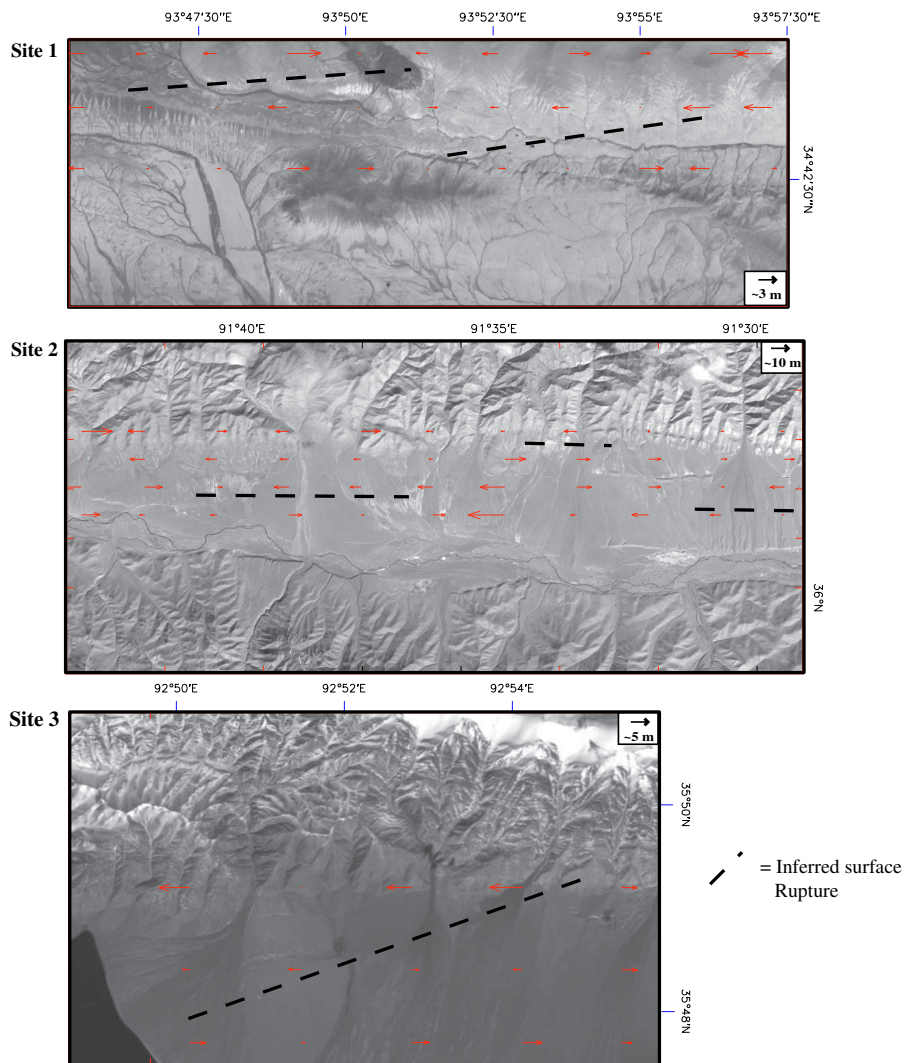 93°47'30"E 93°50'E 93°52'30"E 93°55'E 93°57'30"E
Site 1
34°42'30"N
~3 m
91°40'E 91°35'E 91°30'E
Site 2
~10 m
36°N
92°50'E 92°52'E 92°54'E
Site 3
~5 m
35°50'N
= Inferred surface
Rupture
35°48'N